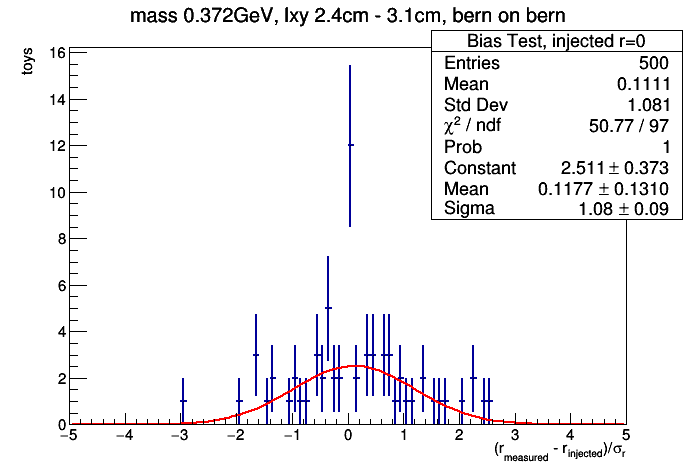 mass 0.372GeV, lxy 2.4cm - 3.1cm, bern on bern
Bias Test, injected r=0
Entries 500
Mean 0.1111
Std Dev 1.081
χ² / ndf 50.77 / 97
Prob 1
Constant 2.511 ± 0.373
Mean 0.1177 ± 0.1310
Sigma 1.08 ± 0.09
toys
16
14
12
10
8
6
4
2
0
−5 −4 −3 −2 −1 0 1 2 3 4 5
(r_measured - r_injected)/σ_r